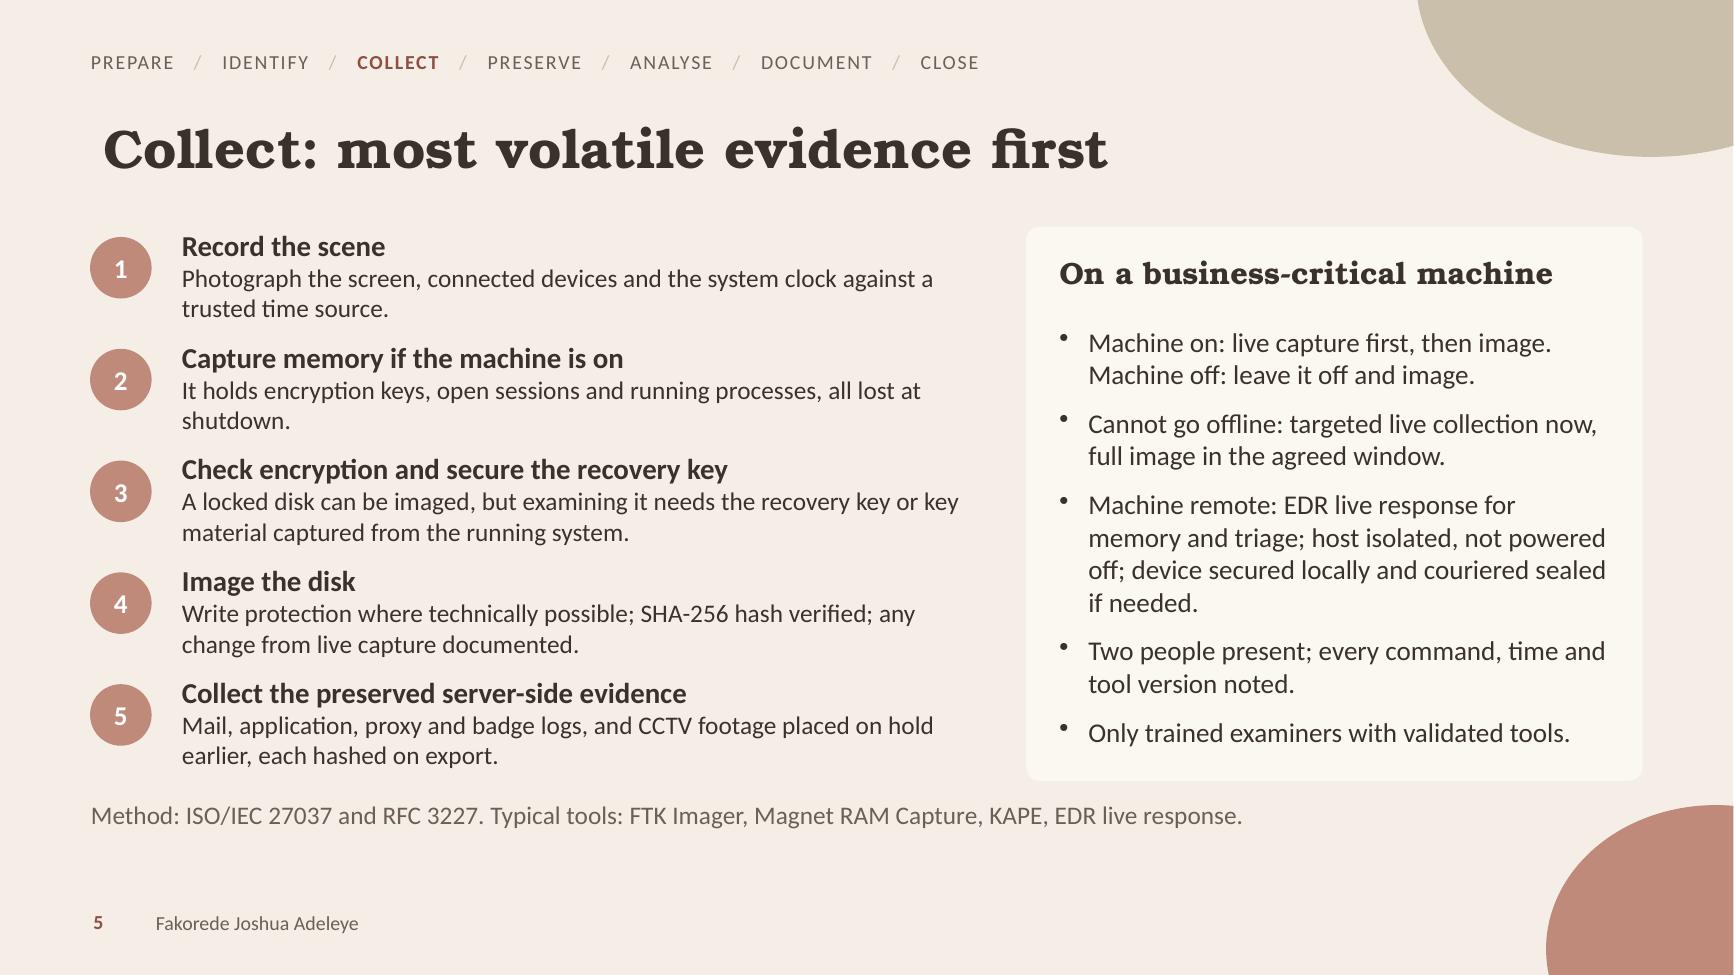 PREPARE / IDENTIFY / COLLECT / PRESERVE / ANALYSE / DOCUMENT / CLOSE
Collect: most volatile evidence first
1
Record the scene
Photograph the screen, connected devices and the system clock against a
trusted time source.
2
Capture memory if the machine is on
It holds encryption keys, open sessions and running processes, all lost at
shutdown.
3
Check encryption and secure the recovery key
A locked disk can be imaged, but examining it needs the recovery key or key
material captured from the running system.
4
Image the disk
Write protection where technically possible; SHA-256 hash verified; any
change from live capture documented.
5
Collect the preserved server-side evidence
Mail, application, proxy and badge logs, and CCTV footage placed on hold
earlier, each hashed on export.
On a business-critical machine
• Machine on: live capture first, then image.
Machine off: leave it off and image.
• Cannot go offline: targeted live collection now,
full image in the agreed window.
• Machine remote: EDR live response for
memory and triage; host isolated, not powered
off; device secured locally and couriered sealed
if needed.
• Two people present; every command, time and
tool version noted.
• Only trained examiners with validated tools.
Method: ISO/IEC 27037 and RFC 3227. Typical tools: FTK Imager, Magnet RAM Capture, KAPE, EDR live response.
5 Fakorede Joshua Adeleye